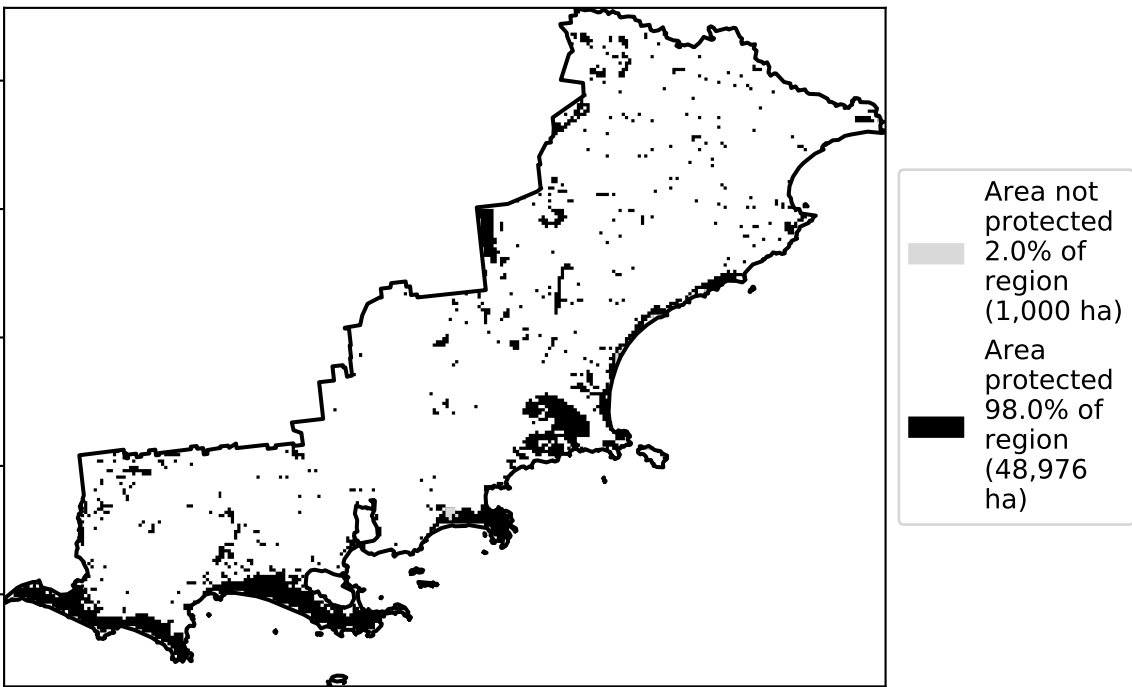 Area not
protected
2.0% of
region
(1,000 ha)
Area
protected
98.0% of
region
(48,976
ha)